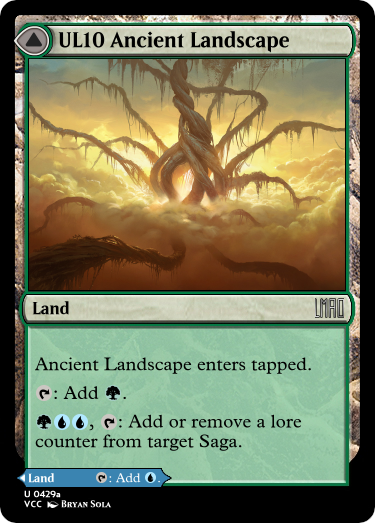 UL10 Ancient Landscape
Land
LMAO
Ancient Landscape enters tapped.
: Add .
, : Add or remove a lore
counter from target Saga.
Land : Add .
U 0429a
VCC Bryan Sola